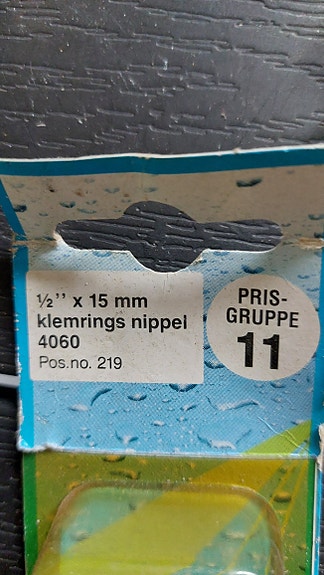 ½'' x 15 mm
klemrings nippel
4060
Pos.no. 219
PRIS-
GRUPPE
11